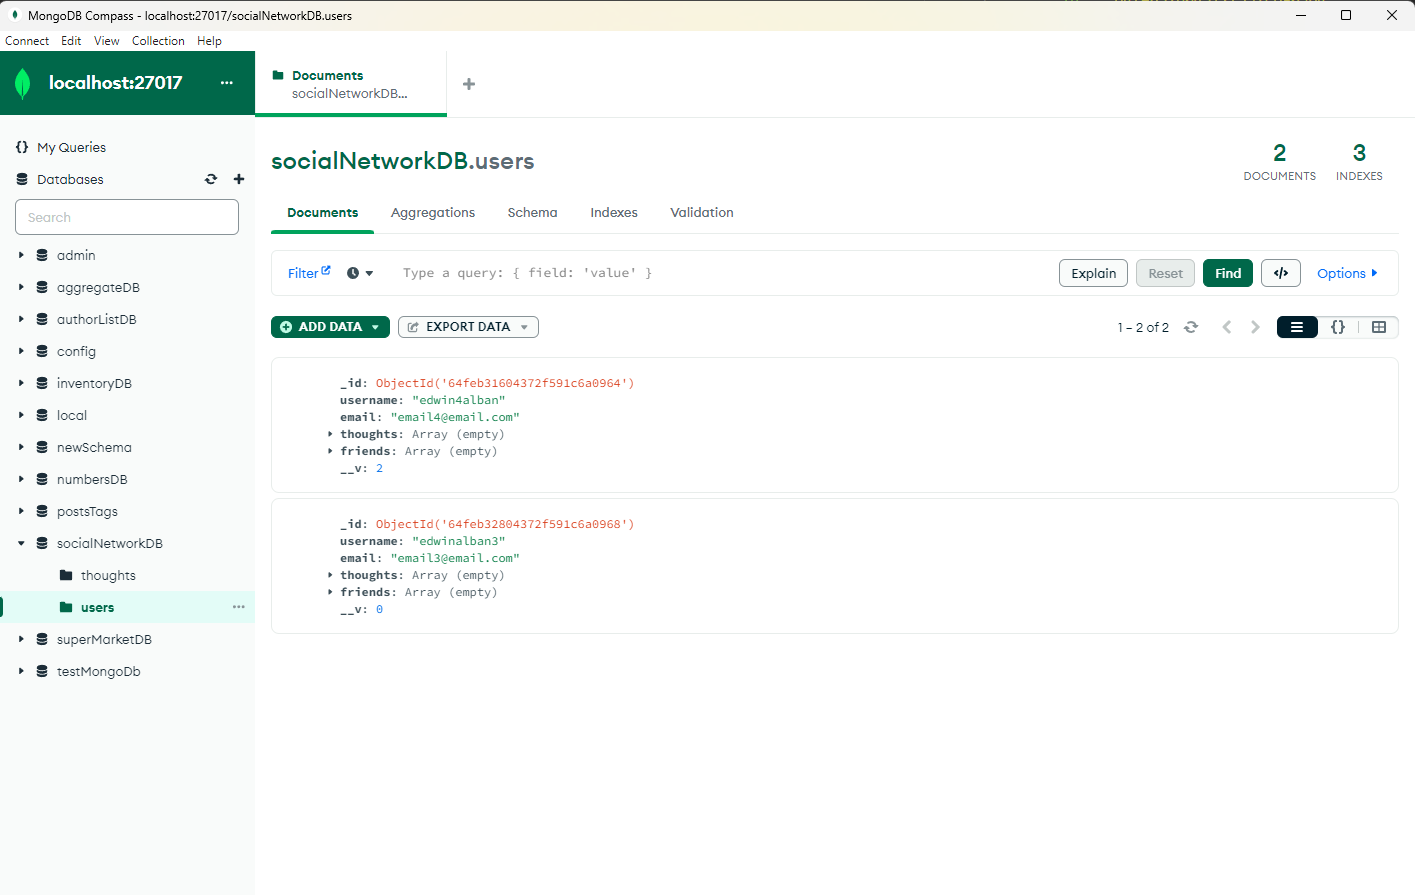 MongoDB Compass - localhost:27017/socialNetworkDB.users
Connect Edit View Collection Help
localhost:27017 ...
Documents
socialNetworkDB...
My Queries
Databases
Search
admin
aggregateDB
authorListDB
config
inventoryDB
local
newSchema
numbersDB
postsTags
socialNetworkDB
thoughts
users ...
superMarketDB
testMongoDb
socialNetworkDB.users
2
DOCUMENTS
3
INDEXES
Documents Aggregations Schema Indexes Validation
Filter Type a query: { field: 'value' } Explain Reset Find </> Options
ADD DATA EXPORT DATA 1 – 2 of 2 {}
_id: ObjectId('64feb31604372f591c6a0964')
username: "edwin4alban"
email: "email4@email.com"
thoughts: Array (empty)
friends: Array (empty)
__v: 2
_id: ObjectId('64feb32804372f591c6a0968')
username: "edwinalban3"
email: "email3@email.com"
thoughts: Array (empty)
friends: Array (empty)
__v: 0